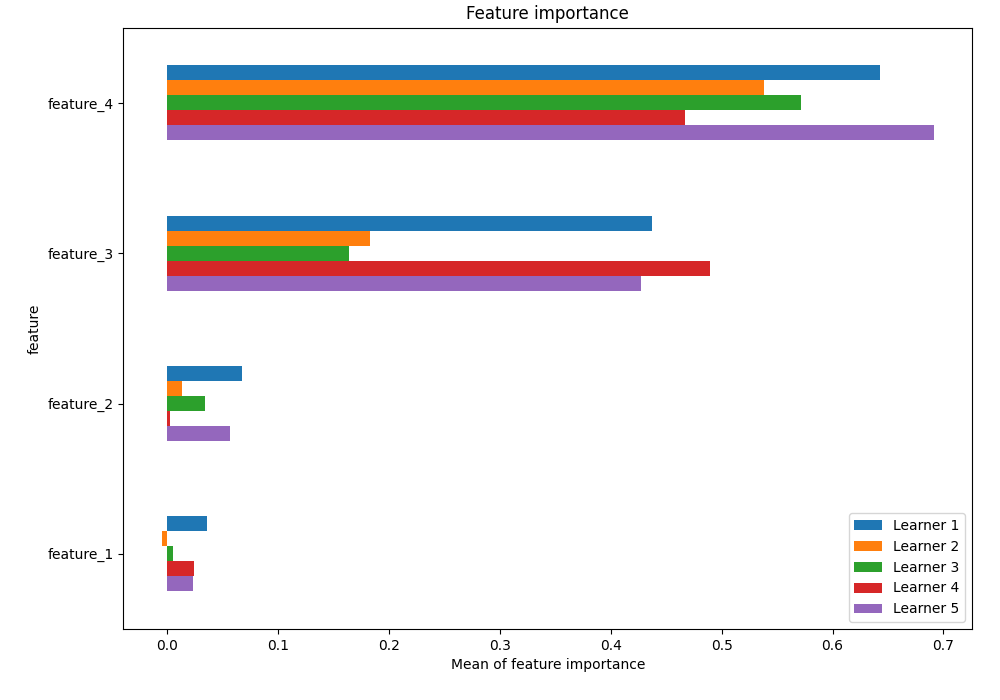 Feature importance
feature_4
feature_3
feature_2
feature_1
feature
0.0 0.1 0.2 0.3 0.4 0.5 0.6 0.7
Mean of feature importance
Learner 1
Learner 2
Learner 3
Learner 4
Learner 5